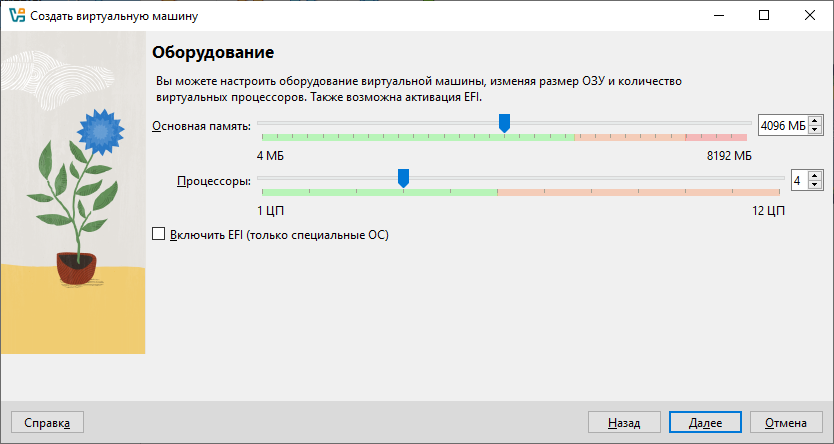 Создать виртуальную машину
Оборудование
Вы можете настроить оборудование виртуальной машины, изменяя размер ОЗУ и количество
виртуальных процессоров. Также возможна активация EFI.
Основная память:
4096 МБ
4 МБ
8192 МБ
Процессоры:
4
1 ЦП
12 ЦП
Включить EFI (только специальные ОС)
Справка
Назад
Далее
Отмена